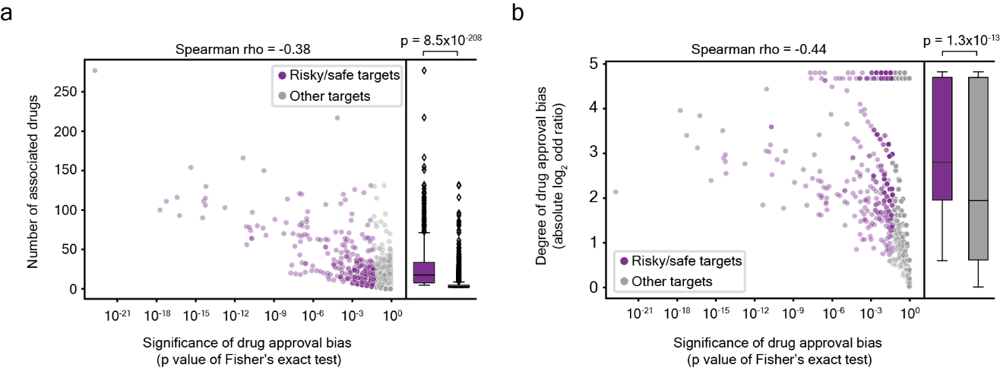 a
Spearman rho = -0.38
p = 8.5x10^-208
Risky/safe targets
Other targets
Number of associated drugs
250
200
150
100
50
0
10^-21 10^-18 10^-15 10^-12 10^-9 10^-6 10^-3 10^0
Significance of drug approval bias
(p value of Fisher's exact test)
b
Spearman rho = -0.44
p = 1.3x10^-13
Degree of drug approval bias
(absolute log2 odd ratio)
5
4
3
2
1
0
Risky/safe targets
Other targets
10^-21 10^-18 10^-15 10^-12 10^-9 10^-6 10^-3 10^0
Significance of drug approval bias
(p value of Fisher's exact test)